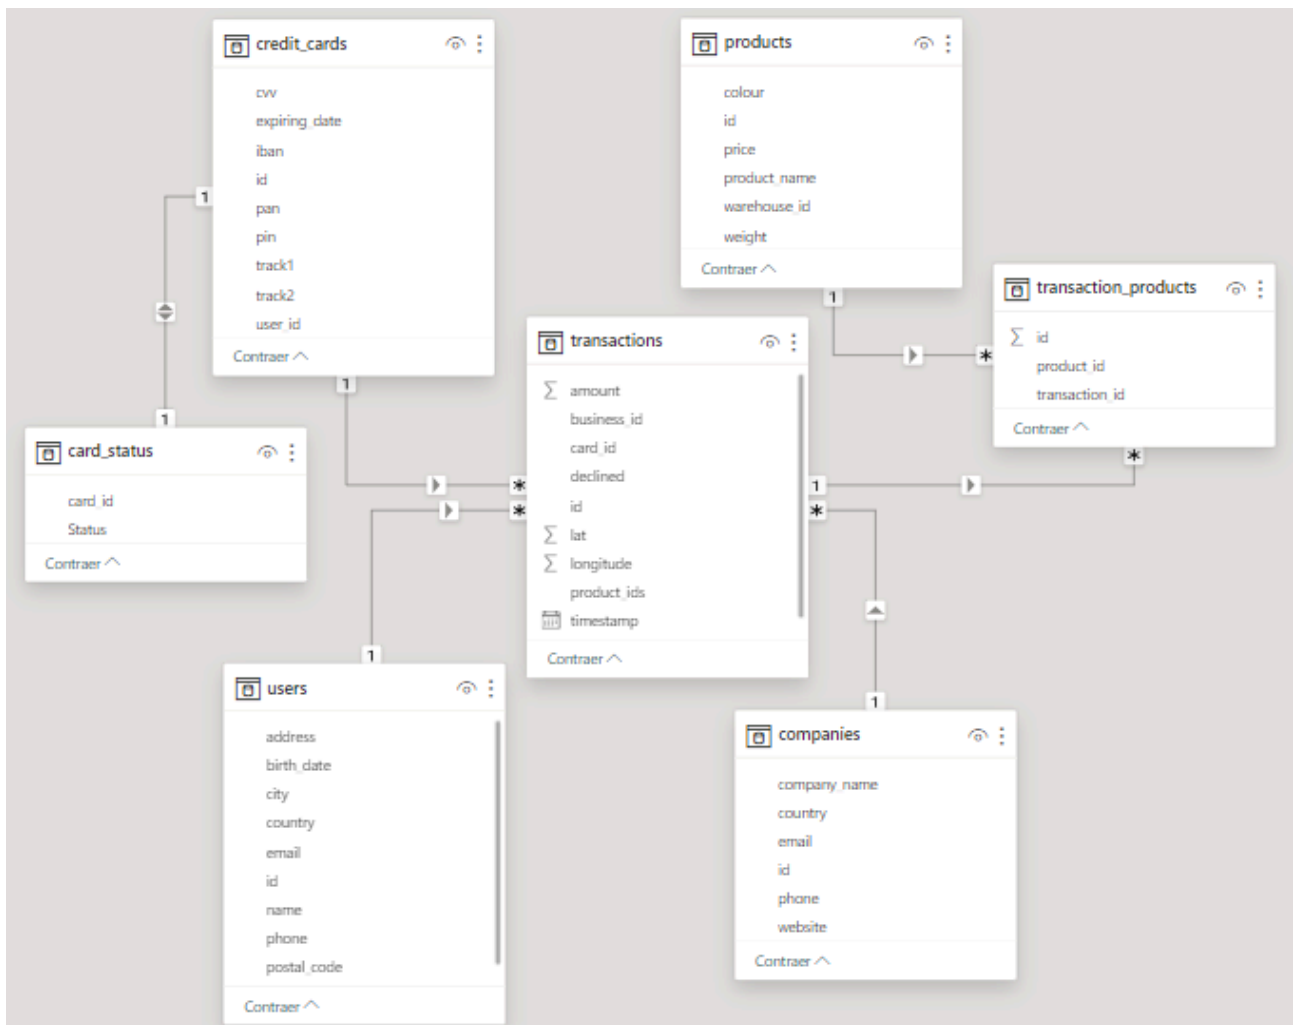 credit_cards
cvv
expiring_date
iban
id
pan
pin
track1
track2
user_id
Contraer
products
colour
id
price
product_name
warehouse_id
weight
Contraer
transaction_products
Σ id
product_id
transaction_id
Contraer
1
1
1
1
*
*
card_status
card_id
Status
Contraer
transactions
Σ amount
business_id
card_id
declined
id
Σ lat
Σ longitude
product_ids
timestamp
Contraer
*
*
1
*
1
1
users
address
birth_date
city
country
email
id
name
phone
postal_code
Contraer
companies
company_name
country
email
id
phone
website
Contraer